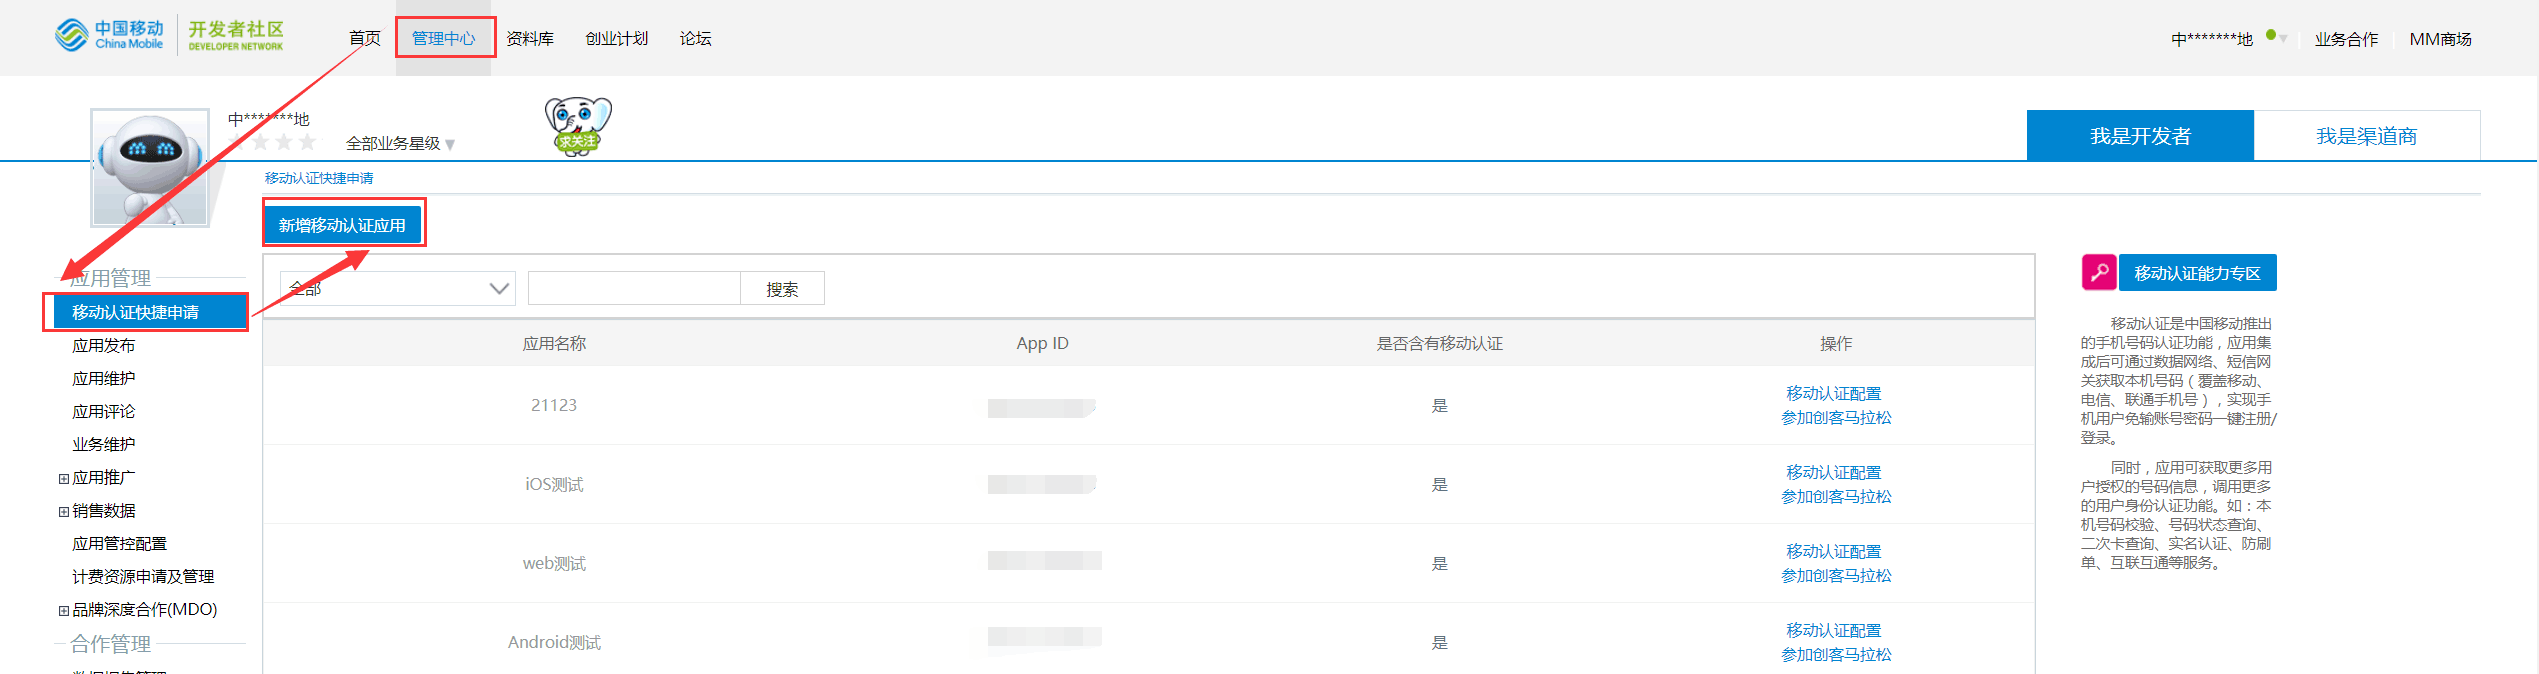 中国移动
China Mobile
开发者社区
DEVELOPER NETWORK
首页
管理中心
资料库
创业计划
论坛
中*******地
业务合作
MM商场
中*******地
全部业务星级
求关注
我是开发者
我是渠道商
移动认证快捷申请
新增移动认证应用
应用管理
移动认证快捷申请
应用发布
应用维护
应用评论
业务维护
应用推广
销售数据
应用管控配置
计费资源申请及管理
品牌深度合作(MDO)
合作管理
全部
搜索
应用名称 App ID 是否含有移动认证 操作
21123 是 移动认证配置
参加创客马拉松
iOS测试 是 移动认证配置
参加创客马拉松
web测试 是 移动认证配置
参加创客马拉松
Android测试 是 移动认证配置
参加创客马拉松
移动认证能力专区
移动认证是中国移动推出
的手机号码认证功能，应用集
成后可通过数据网络、短信网
关获取本机号码（覆盖移动、
电信、联通手机号），实现手
机用户免输账号密码一键注册/
登录。
同时，应用可获取更多用
户授权的号码信息，调用更多
的用户身份认证功能。如：本
机号码校验、号码状态查询、
二次卡查询、实名认证、防刷
单、互联互通等服务。